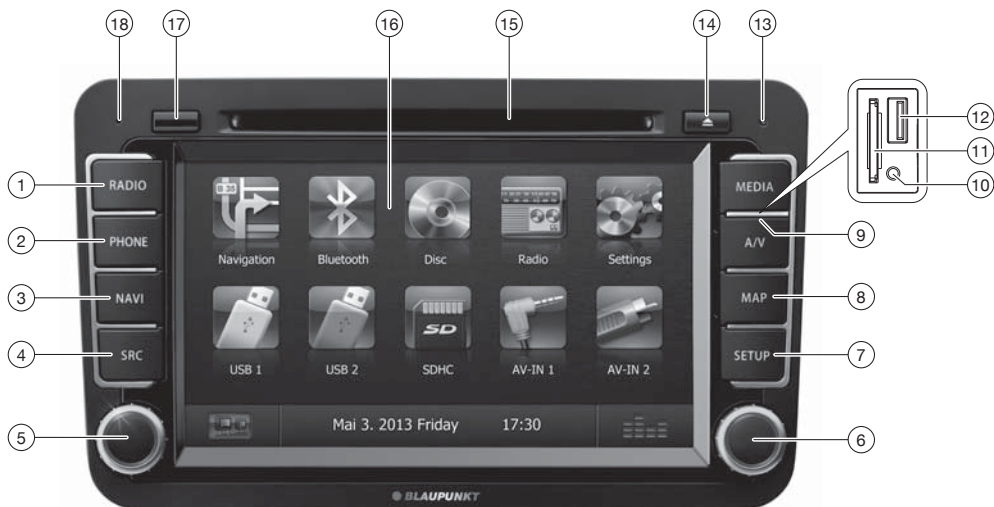 18 17 16 15 14 13
12
11
10
1 RADIO
MEDIA
2 PHONE
9
A/V
3 NAVI
MAP 8
4 SRC
SETUP 7
5
6
Navigation Bluetooth Disc Radio Settings
SD
USB 1 USB 2 SDHC AV-IN 1 AV-IN 2
Mai 3. 2013 Friday 17:30
BLAUPUNKT